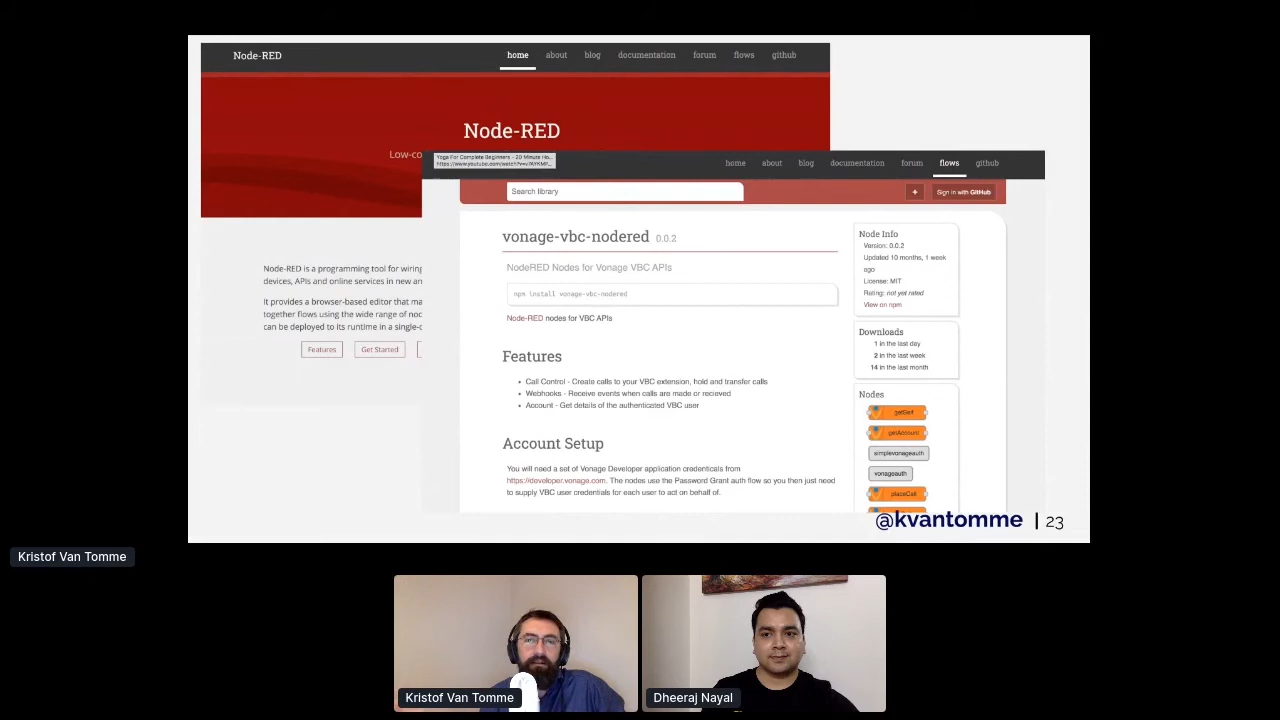 Node-RED
home about blog documentation forum flows github
Node-RED
Low-co
Yoga For Complete Beginners - 20 Minute Ho...
home about blog documentation forum flows github
Search library
+ Sign in with GitHub
vonage-vbc-nodered 0.0.2
NodeRED Nodes for Vonage VBC APIs
npm install vonage-vbc-nodered
Node-RED nodes for VBC APIs
Features
• Call Control - Create calls to your VBC extension, hold and transfer calls
• Webhooks - Receive events when calls are made or recieved
• Account - Get details of the authenticated VBC user
Account Setup
You will need a set of Vonage Developer application credentials from
https://developer.vonage.com. The nodes use the Password Grant auth flow so you then just need
to supply VBC user credentials for each user to act on behalf of.
Node Info
Version: 0.0.2
Updated 10 months, 1 week
ago
License: MIT
Rating: not yet rated
View on npm
Downloads
1 in the last day
2 in the last week
14 in the last month
Nodes
getSelf
getAccount
simplevonageauth
vonageauth
placeCall
Node-RED is a programming tool for wiring
devices, APIs and online services in new an
It provides a browser-based editor that ma
together flows using the wide range of nod
can be deployed to its runtime in a single-c
Features Get Started
@kvantomme | 23
Kristof Van Tomme
Kristof Van Tomme
Dheeraj Nayal